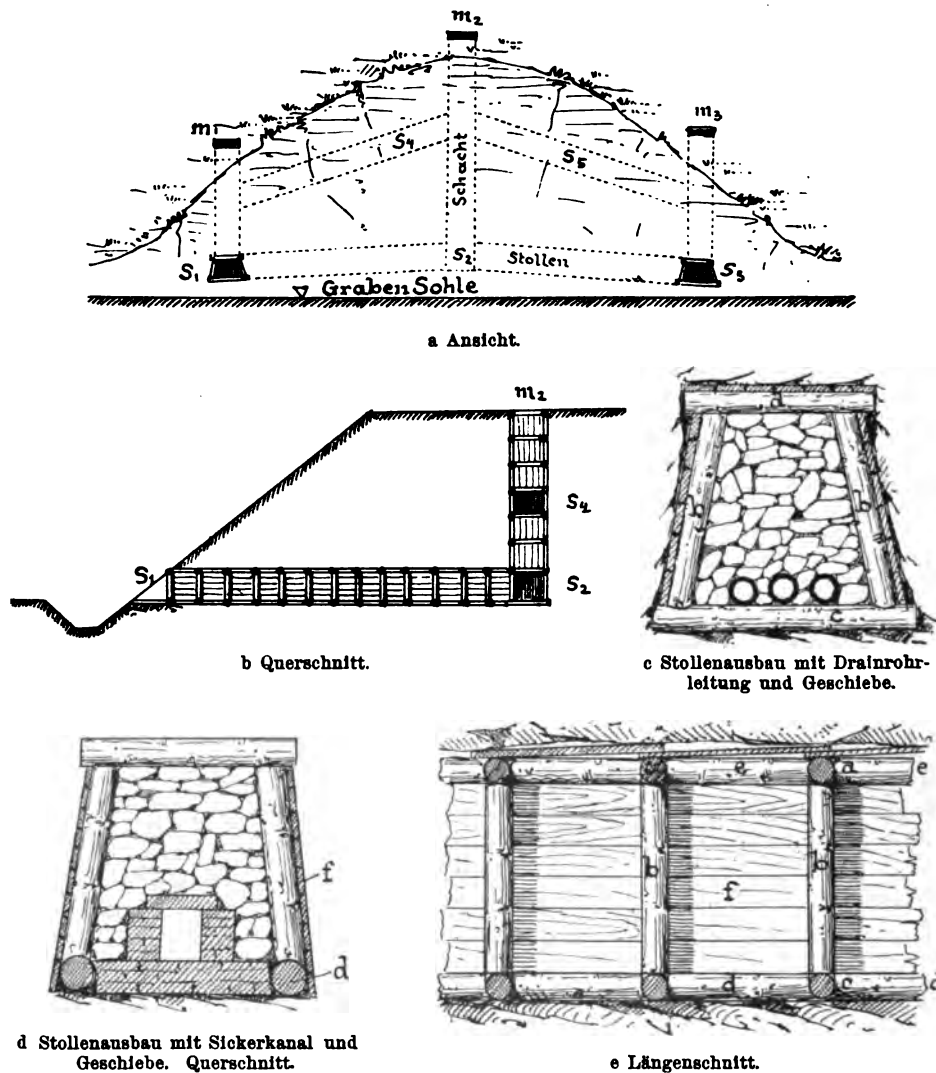 m2
m1
m3
S4
S5
Schacht
S1
S2
Stollen
S3
Graben Sohle
a Ansicht.
m2
S4
S1
S2
b Querschnitt.
a
b
b
c
c Stollenausbau mit Drainrohr-
leitung und Geschiebe.
f
d
d Stollenausbau mit Sickerkanal und
Geschiebe. Querschnitt.
e
a
e
b
b
f
d
c
d
e Längenschnitt.